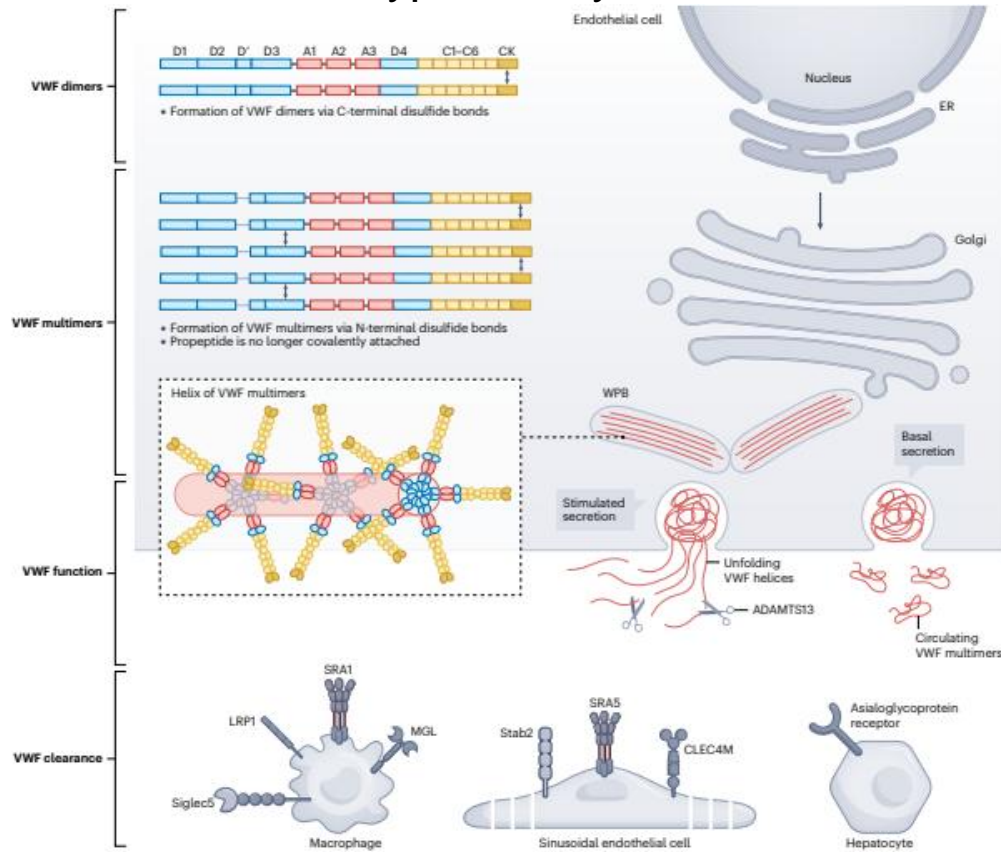 Endothelial cell
D1 D2 D' D3 A1 A2 A3 D4 C1–C6 CK
Nucleus
VWF dimers
ER
• Formation of VWF dimers via C-terminal disulfide bonds
Golgi
VWF multimers
• Formation of VWF multimers via N-terminal disulfide bonds
• Propeptide is no longer covalently attached
Helix of VWF multimers
WPB
Basal
secretion
Stimulated
secretion
VWF function
Unfolding
VWF helices
ADAMTS13
Circulating
VWF multimers
SRA1
LRP1
MGL
Siglec5
Macrophage
VWF clearance
Stab2
SRA5
CLEC4M
Sinusoidal endothelial cell
Asialoglycoprotein
receptor
Hepatocyte